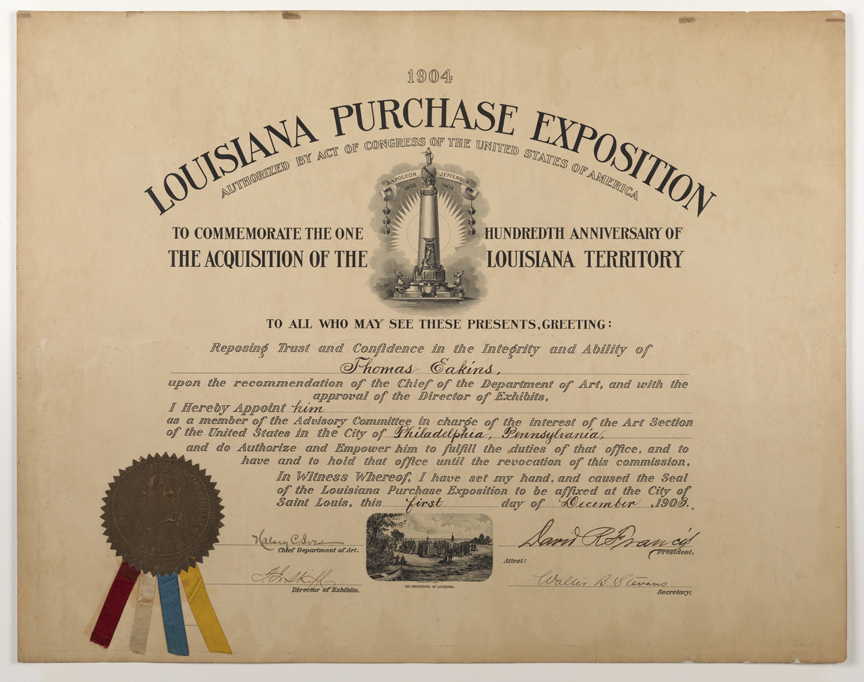 1904
LOUISIANA PURCHASE EXPOSITION
AUTHORIZED BY ACT OF CONGRESS OF THE UNITED STATES OF AMERICA
NAPOLEON JEFFERSON
1803 1904
TO COMMEMORATE THE ONE HUNDREDTH ANNIVERSARY OF
THE ACQUISITION OF THE LOUISIANA TERRITORY
TO ALL WHO MAY SEE THESE PRESENTS, GREETING:
Reposing Trust and Confidence in the Integrity and Ability of
Thomas Eakins,
upon the recommendation of the Chief of the Department of Art, and with the
approval of the Director of Exhibits,
I Hereby Appoint him
as a member of the Advisory Committee in charge of the interest of the Art Section
of the United States in the City of Philadelphia, Pennsylvania,
and do Authorize and Empower him to fulfill the duties of that office, and to
have and to hold that office until the revocation of this commission.
In Witness Whereof, I have set my hand, and caused the Seal
of the Louisiana Purchase Exposition to be affixed at the City of
Saint Louis, this first day of December, 1903.
Halsey C. Ives
Chief Department of Art.
David R Francis
President.
Attest:
Director of Exhibits.
Walter B Stevens
Secretary.